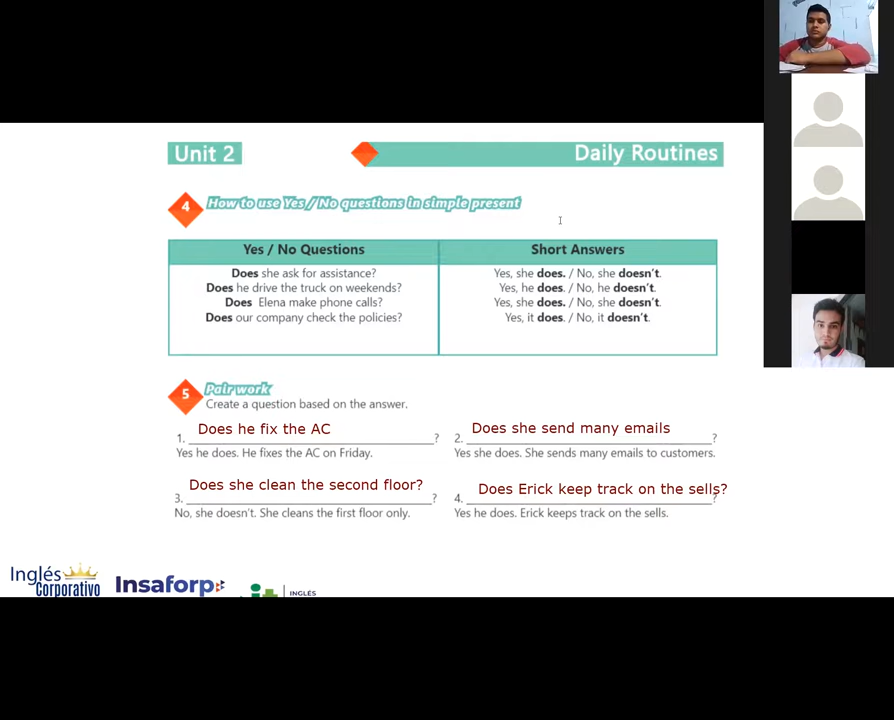 Unit 2
Daily Routines
4
How to use Yes / No questions in simple present
Yes / No Questions
Short Answers
Does she ask for assistance?
Yes, she does. / No, she doesn't.
Does he drive the truck on weekends?
Yes, he does. / No, he doesn't.
Does Elena make phone calls?
Yes, she does. / No, she doesn't.
Does our company check the policies?
Yes, it does. / No, it doesn't.
5
Pair work
Create a question based on the answer.
1. Does he fix the AC ?
2. Does she send many emails ?
Yes he does. He fixes the AC on Friday.
Yes she does. She sends many emails to customers.
3. Does she clean the second floor? ?
4. Does Erick keep track on the sells? ?
No, she doesn't. She cleans the first floor only.
Yes he does. Erick keeps track on the sells.
Inglés
Corporativo
Insaforp
INGLÉS